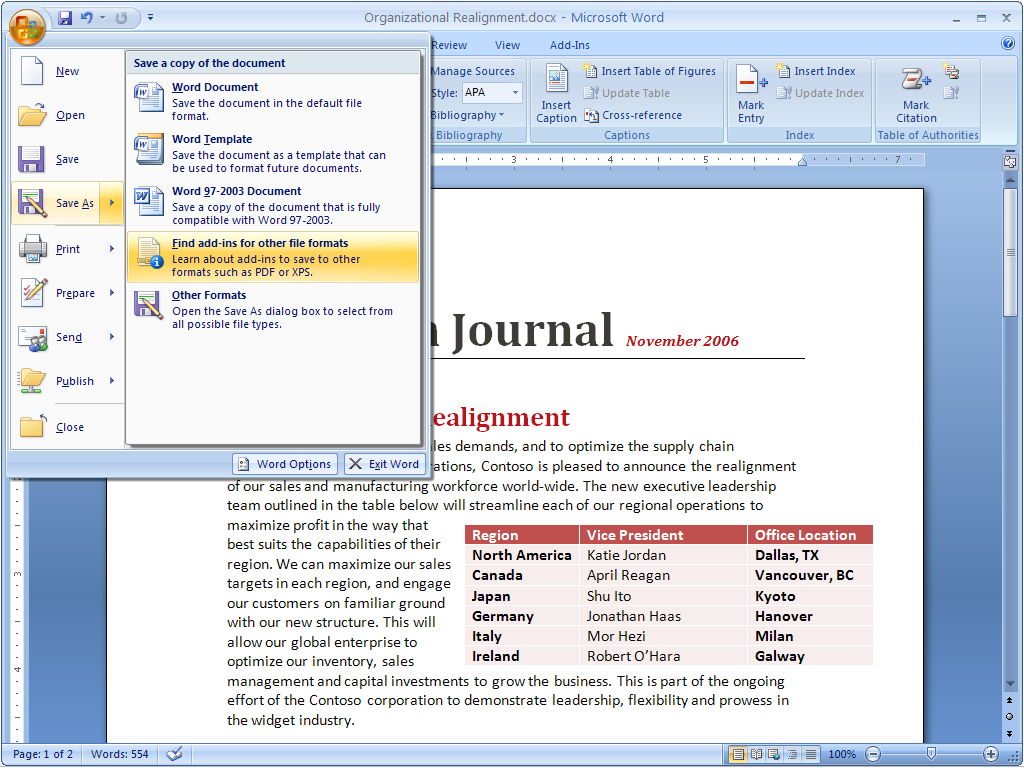 Organizational Realignment.docx - Microsoft Word
Review View Add-Ins
New
Open
Save
Save As
Print
Prepare
Send
Publish
Close
Save a copy of the document
Word Document
Save the document in the default file
format.
Word Template
Save the document as a template that can
be used to format future documents.
Word 97-2003 Document
Save a copy of the document that is fully
compatible with Word 97-2003.
Find add-ins for other file formats
Learn about add-ins to save to other
formats such as PDF or XPS.
Other Formats
Open the Save As dialog box to select from
all possible file types.
Word Options
Exit Word
Manage Sources
Style: APA
Bibliography
Bibliography
Insert
Caption
Insert Table of Figures
Update Table
Cross-reference
Captions
Mark
Entry
Insert Index
Update Index
Index
Mark
Citation
Table of Authorities
3 4 5 7
Journal November 2006
ealignment
les demands, and to optimize the supply chain
ations, Contoso is pleased to announce the realignment
of our sales and manufacturing workforce world-wide. The new executive leadership
team outlined in the table below will streamline each of our regional operations to
maximize profit in the way that
best suits the capabilities of their
region. We can maximize our sales
targets in each region, and engage
our customers on familiar ground
with our new structure. This will
allow our global enterprise to
optimize our inventory, sales
management and capital investments to grow the business. This is part of the ongoing
effort of the Contoso corporation to demonstrate leadership, flexibility and prowess in
the widget industry.
Region Vice President Office Location
North America Katie Jordan Dallas, TX
Canada April Reagan Vancouver, BC
Japan Shu Ito Kyoto
Germany Jonathan Haas Hanover
Italy Mor Hezi Milan
Ireland Robert O’Hara Galway
3
4
Page: 1 of 2 Words: 554 100%